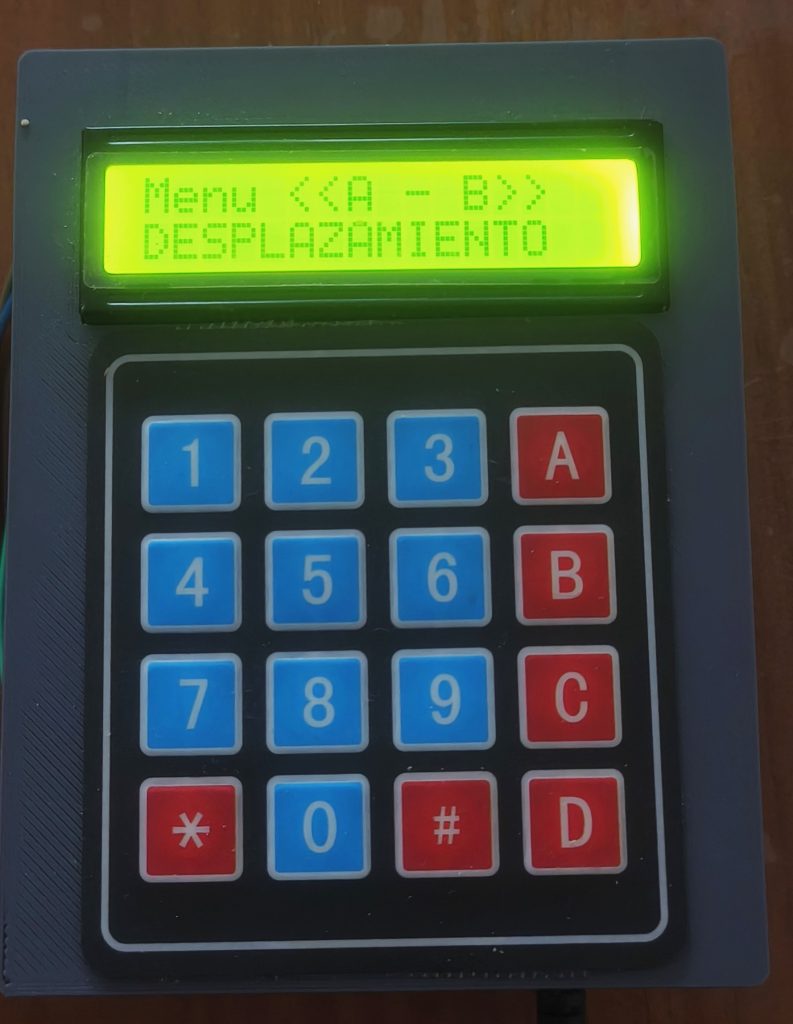 Menu <<A - B>>
DESPLAZAMIENTO
1 2 3 A
4 5 6 B
7 8 9 C
* 0 # D